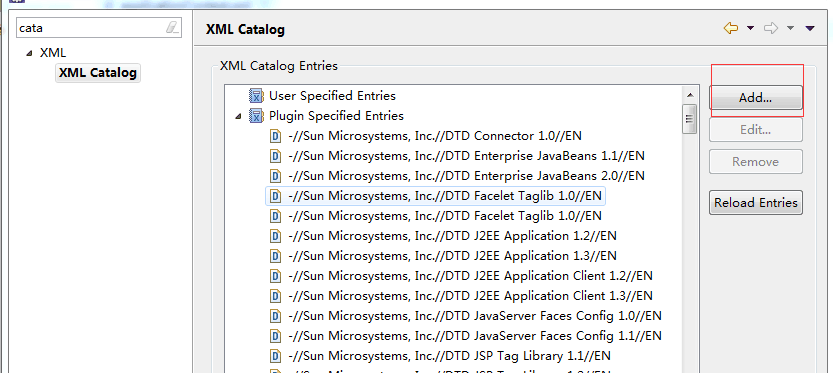 cata
XML
XML Catalog
XML Catalog
XML Catalog Entries
User Specified Entries
Plugin Specified Entries
-//Sun Microsystems, Inc.//DTD Connector 1.0//EN
-//Sun Microsystems, Inc.//DTD Enterprise JavaBeans 1.1//EN
-//Sun Microsystems, Inc.//DTD Enterprise JavaBeans 2.0//EN
-//Sun Microsystems, Inc.//DTD Facelet Taglib 1.0//EN
-//Sun Microsystems, Inc.//DTD Facelet Taglib 1.0//EN
-//Sun Microsystems, Inc.//DTD J2EE Application 1.2//EN
-//Sun Microsystems, Inc.//DTD J2EE Application 1.3//EN
-//Sun Microsystems, Inc.//DTD J2EE Application Client 1.2//EN
-//Sun Microsystems, Inc.//DTD J2EE Application Client 1.3//EN
-//Sun Microsystems, Inc.//DTD JavaServer Faces Config 1.0//EN
-//Sun Microsystems, Inc.//DTD JavaServer Faces Config 1.1//EN
-//Sun Microsystems, Inc.//DTD JSP Tag Library 1.1//EN
Add...
Edit...
Remove
Reload Entries